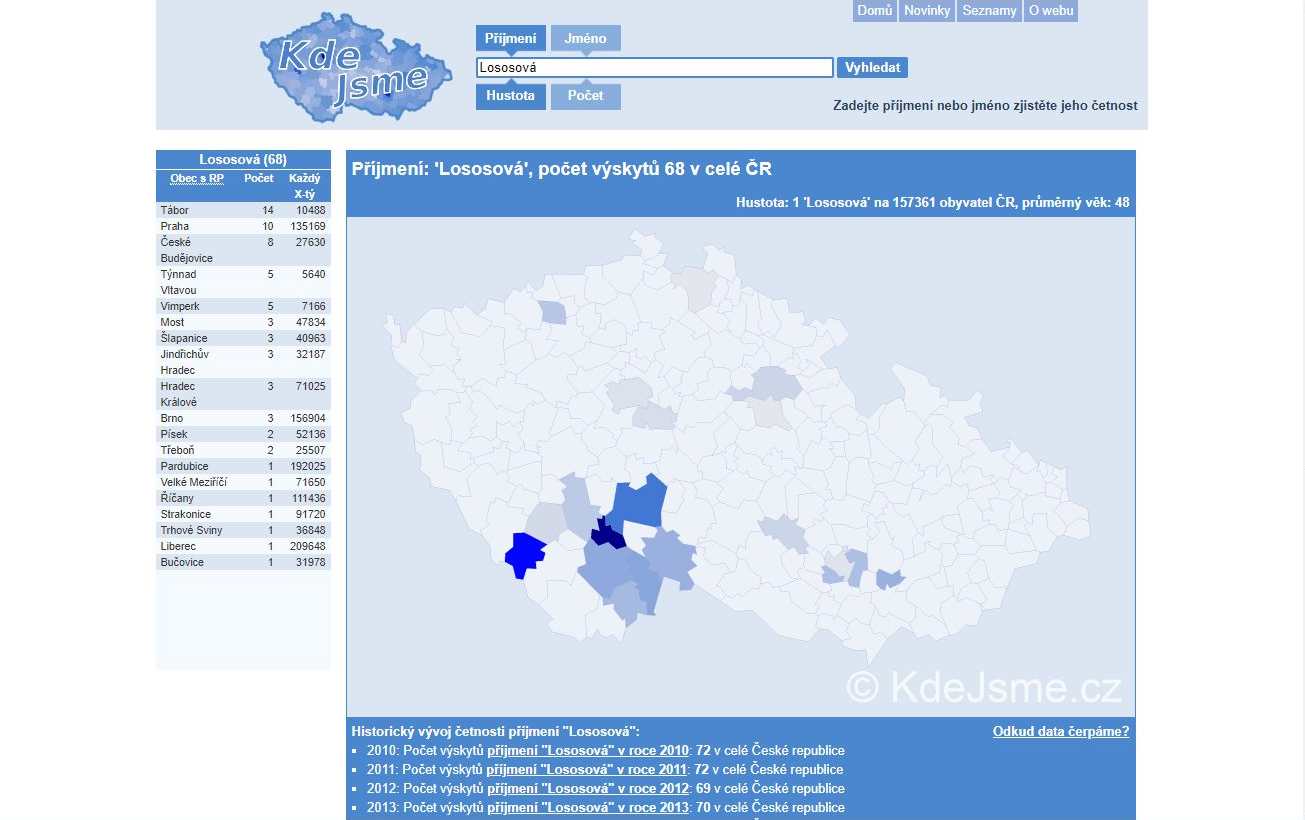 Domů Novinky Seznamy O webu
Kde
Jsme
Příjmení Jméno
Lososová Vyhledat
Hustota Počet
Zadejte příjmení nebo jméno zjistěte jeho četnost
Lososová (68)
Obec s RP Počet Každý
X-tý
Tábor 14 10488
Praha 10 135169
České 8 27630
Budějovice
Týnnad 5 5640
Vltavou
Vimperk 5 7166
Most 3 47834
Šlapanice 3 40963
Jindřichův 3 32187
Hradec
Hradec 3 71025
Králové
Brno 3 156904
Písek 2 52136
Třeboň 2 25507
Pardubice 1 192025
Velké Meziříčí 1 71650
Říčany 1 111436
Strakonice 1 91720
Trhové Sviny 1 36848
Liberec 1 209648
Bučovice 1 31978
Příjmení: 'Lososová', počet výskytů 68 v celé ČR
Hustota: 1 'Lososová' na 157361 obyvatel ČR, průměrný věk: 48
© KdeJsme.cz
Historický vývoj četnosti příjmení "Lososová": Odkud data čerpáme?
2010: Počet výskytů příjmení "Lososová" v roce 2010: 72 v celé České republice
2011: Počet výskytů příjmení "Lososová" v roce 2011: 72 v celé České republice
2012: Počet výskytů příjmení "Lososová" v roce 2012: 69 v celé České republice
2013: Počet výskytů příjmení "Lososová" v roce 2013: 70 v celé České republice